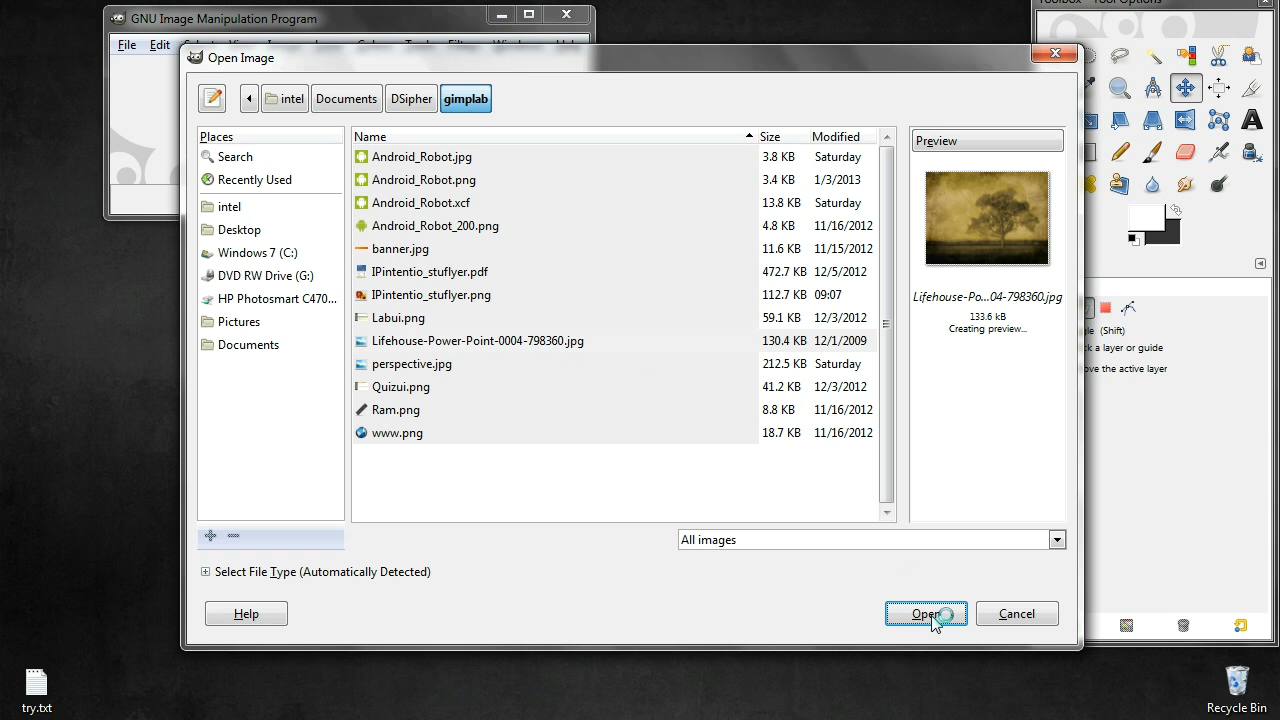 GNU Image Manipulation Program
Toolbox - Tool Options
File Edit
Open Image
intel Documents DSipher gimplab
Places
Search
Recently Used
intel
Desktop
Windows 7 (C:)
DVD RW Drive (G:)
HP Photosmart C470...
Pictures
Documents
Name Size Modified
Android_Robot.jpg 3.8 KB Saturday
Android_Robot.png 3.4 KB 1/3/2013
Android_Robot.xcf 13.8 KB Saturday
Android_Robot_200.png 4.8 KB 11/16/2012
banner.jpg 11.6 KB 11/15/2012
IPintentio_stuflyer.pdf 472.7 KB 12/5/2012
IPintentio_stuflyer.png 112.7 KB 09:07
Labui.png 59.1 KB 12/3/2012
Lifehouse-Power-Point-0004-798360.jpg 130.4 KB 12/1/2009
perspective.jpg 212.5 KB Saturday
Quizui.png 41.2 KB 12/3/2012
Ram.png 8.8 KB 11/16/2012
www.png 18.7 KB 11/16/2012
Preview
Lifehouse-Po...04-798360.jpg
133.6 kB
Creating preview...
(Shift)
a layer or guide
the active layer
All images
Select File Type (Automatically Detected)
Help Open Cancel
try.txt
Recycle Bin